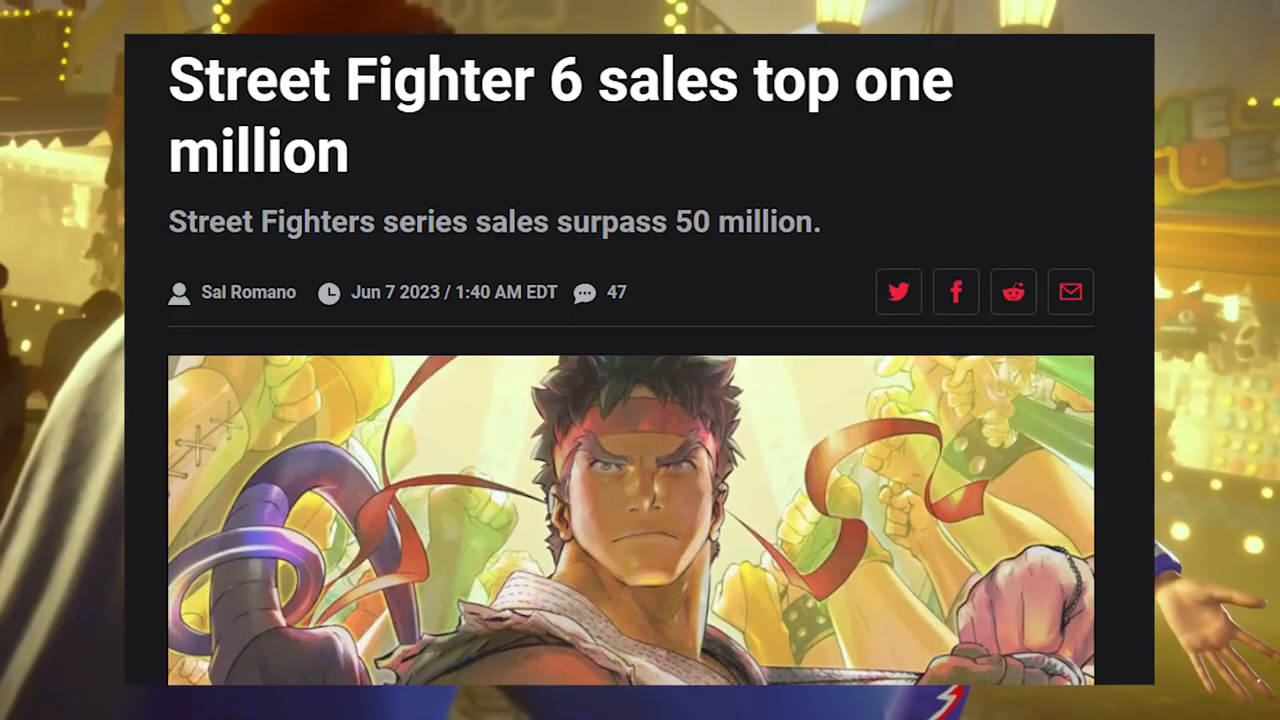 Street Fighter 6 sales top one
million
Street Fighters series sales surpass 50 million.
Sal Romano Jun 7 2023 / 1:40 AM EDT 47